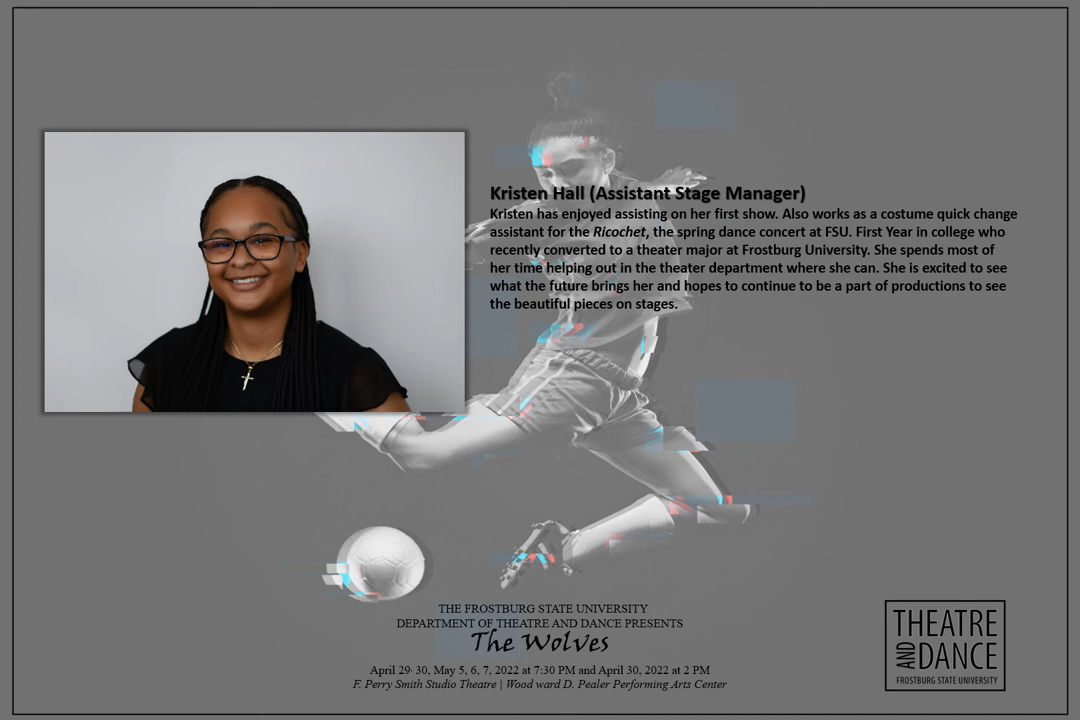 Kristen Hall (Assistant Stage Manager)
Kristen has enjoyed assisting on her first show. Also works as a costume quick change
assistant for the Ricochet, the spring dance concert at FSU. First Year in college who
recently converted to a theater major at Frostburg University. She spends most of
her time helping out in the theater department where she can. She is excited to see
what the future brings her and hopes to continue to be a part of productions to see
the beautiful pieces on stages.
THE FROSTBURG STATE UNIVERSITY
DEPARTMENT OF THEATRE AND DANCE PRESENTS
The Wolves
April 29- 30, May 5, 6, 7, 2022 at 7:30 PM and April 30, 2022 at 2 PM
F. Perry Smith Studio Theatre | Wood ward D. Pealer Performing Arts Center
THEATRE
AND DANCE
FROSTBURG STATE UNIVERSITY